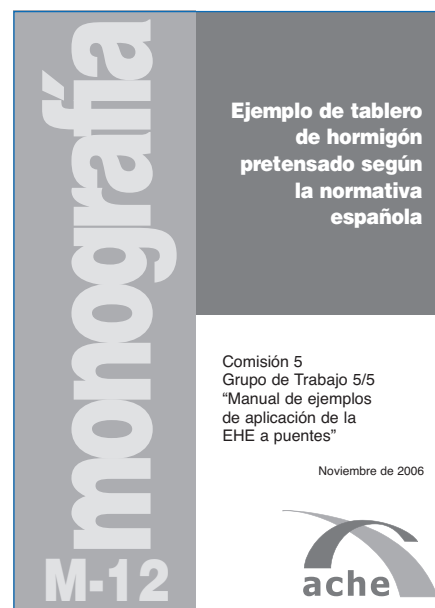 monografía
M-12
Ejemplo de tablero
de hormigón
pretensado según
la normativa
española
Comisión 5
Grupo de Trabajo 5/5
“Manual de ejemplos
de aplicación de la
EHE a puentes”
Noviembre de 2006
ache